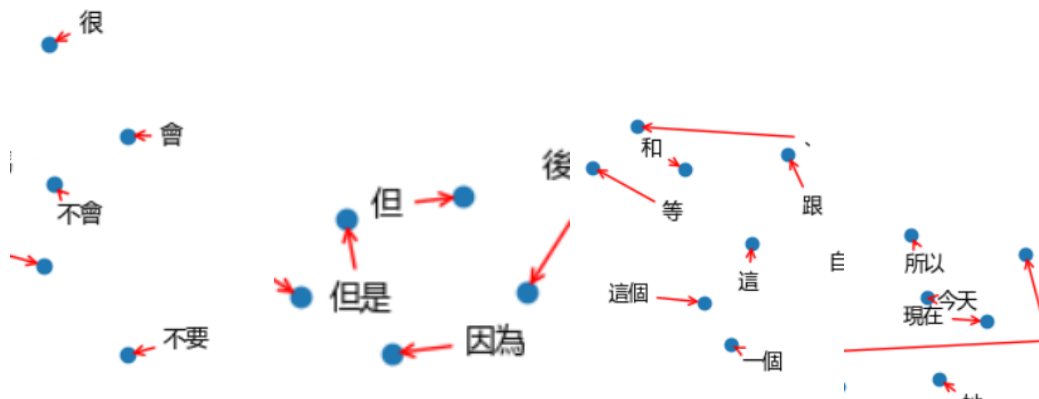 很
會
不會
不要
後
但
但是
因為
和
、
等
跟
這
這個
一個
自
所以
今天
現在